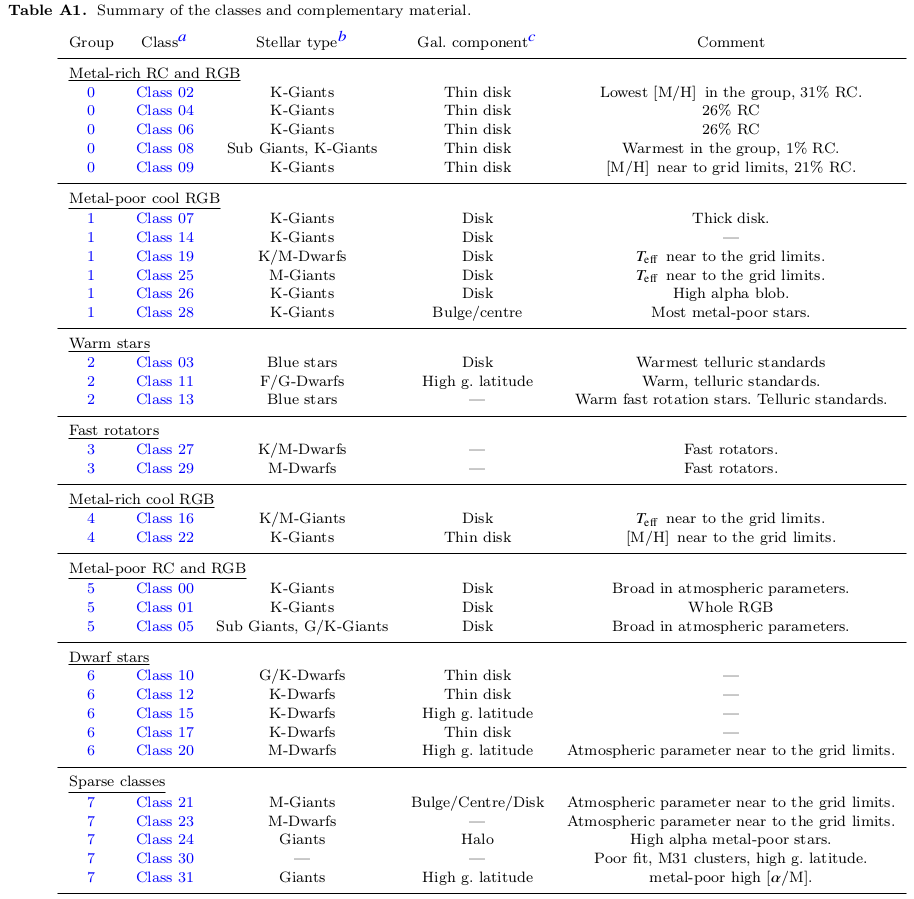 Table A1. Summary of the classes and complementary material.
Group Class^a Stellar type^b Gal. component^c Comment
Metal-rich RC and RGB
0 Class 02 K-Giants Thin disk Lowest [M/H] in the group, 31% RC.
0 Class 04 K-Giants Thin disk 26% RC
0 Class 06 K-Giants Thin disk 26% RC
0 Class 08 Sub Giants, K-Giants Thin disk Warmest in the group, 1% RC.
0 Class 09 K-Giants Thin disk [M/H] near to grid limits, 21% RC.
Metal-poor cool RGB
1 Class 07 K-Giants Disk Thick disk.
1 Class 14 K-Giants Disk —
1 Class 19 K/M-Dwarfs Disk Teff near to the grid limits.
1 Class 25 M-Giants Disk Teff near to the grid limits.
1 Class 26 K-Giants Disk High alpha blob.
1 Class 28 K-Giants Bulge/centre Most metal-poor stars.
Warm stars
2 Class 03 Blue stars Disk Warmest telluric standards
2 Class 11 F/G-Dwarfs High g. latitude Warm, telluric standards.
2 Class 13 Blue stars — Warm fast rotation stars. Telluric standards.
Fast rotators
3 Class 27 K/M-Dwarfs — Fast rotators.
3 Class 29 M-Dwarfs — Fast rotators.
Metal-rich cool RGB
4 Class 16 K/M-Giants Disk Teff near to the grid limits.
4 Class 22 K-Giants Thin disk [M/H] near to the grid limits.
Metal-poor RC and RGB
5 Class 00 K-Giants Disk Broad in atmospheric parameters.
5 Class 01 K-Giants Disk Whole RGB
5 Class 05 Sub Giants, G/K-Giants Disk Broad in atmospheric parameters.
Dwarf stars
6 Class 10 G/K-Dwarfs Thin disk —
6 Class 12 K-Dwarfs Thin disk —
6 Class 15 K-Dwarfs High g. latitude —
6 Class 17 K-Dwarfs Thin disk —
6 Class 20 M-Dwarfs High g. latitude Atmospheric parameter near to the grid limits.
Sparse classes
7 Class 21 M-Giants Bulge/Centre/Disk Atmospheric parameter near to the grid limits.
7 Class 23 M-Dwarfs — Atmospheric parameter near to the grid limits.
7 Class 24 Giants Halo High alpha metal-poor stars.
7 Class 30 — — Poor fit, M31 clusters, high g. latitude.
7 Class 31 Giants High g. latitude metal-poor high [α/M].